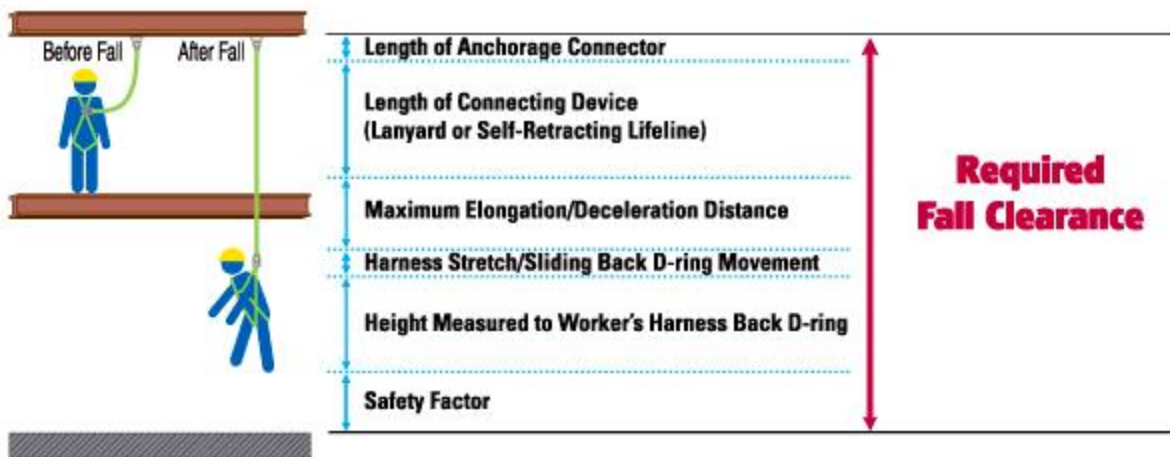 Before Fall
After Fall
Length of Anchorage Connector
Length of Connecting Device
(Lanyard or Self-Retracting Lifeline)
Maximum Elongation/Deceleration Distance
Harness Stretch/Sliding Back D-ring Movement
Height Measured to Worker's Harness Back D-ring
Safety Factor
Required
Fall Clearance